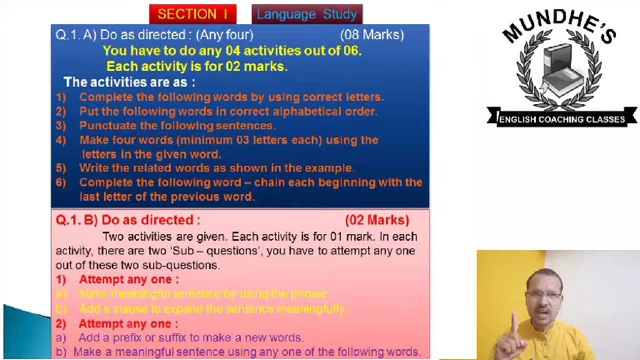 SECTION I Language Study
Q.1. A) Do as directed : (Any four) (08 Marks)
You have to do any 04 activities out of 06.
Each activity is for 02 marks.
The activities are as :
1) Complete the following words by using correct letters.
2) Put the following words in correct alphabetical order.
3) Punctuate the following sentences.
4) Make four words (minimum 03 letters each) using the
letters in the given word.
5) Write the related words as shown in the example.
6) Complete the following word – chain each beginning with the
last letter of the previous word.
Q.1. B) Do as directed : (02 Marks)
Two activities are given. Each activity is for 01 mark. In each
activity, there are two 'Sub – questions', you have to attempt any one
out of these two sub-questions.
1) Attempt any one :
a) Make meaningful sentence by using the phrase
b) Add a clause to expand the sentence meaningfully.
2) Attempt any one :
a) Add a prefix or suffix to make a new words.
b) Make a meaningful sentence using any one of the following words.
MUNDHE'S
ENGLISH COACHING CLASSES